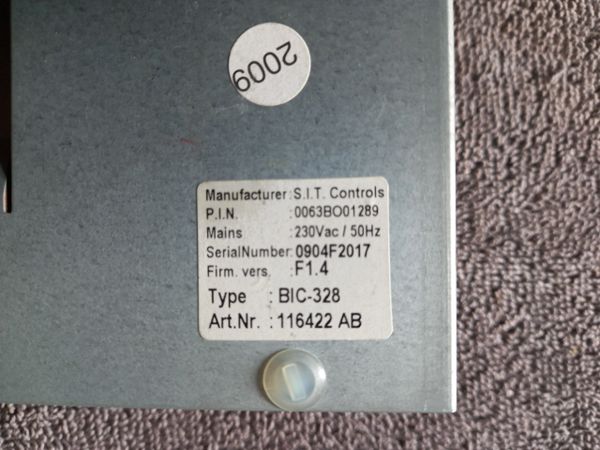 2009
Manufacturer: S.I.T. Controls
P.I.N. : 0063BO01289
Mains : 230Vac / 50Hz
SerialNumber: 0904F2017
Firm. vers. : F1.4
Type : BIC-328
Art.Nr. : 116422 AB